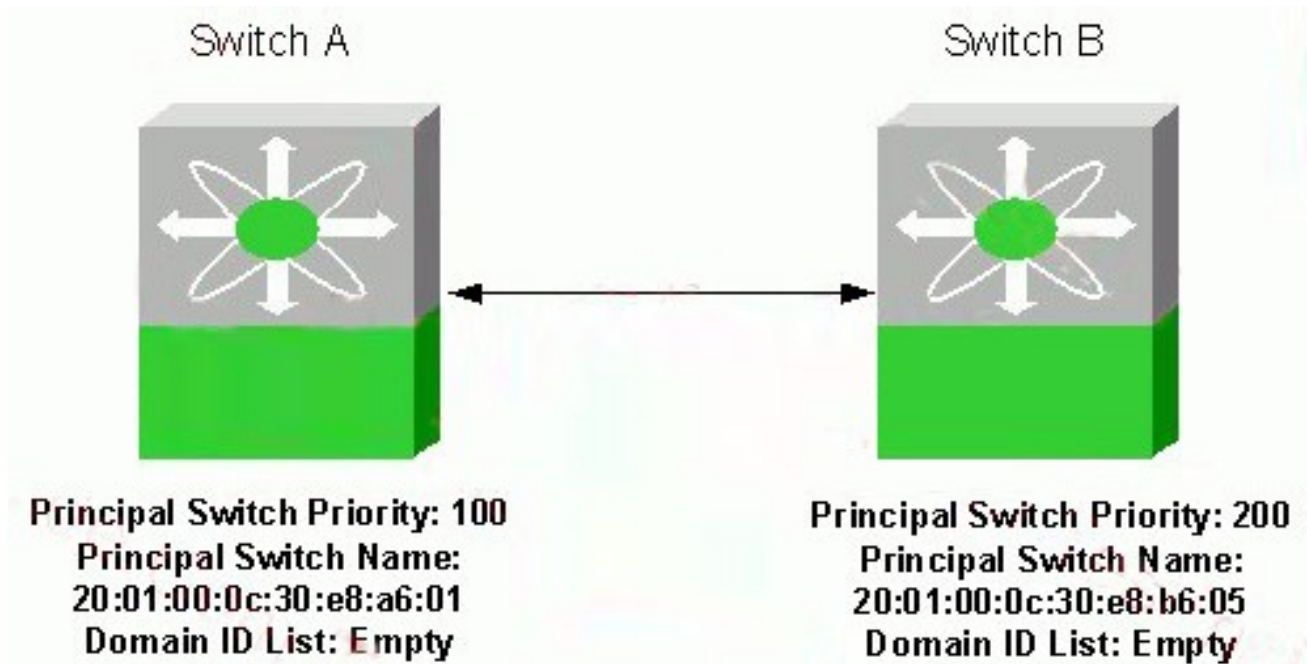 Switch A
Switch B
Principal Switch Priority: 100
Principal Switch Name:
20:01:00:0c:30:e8:a6:01
Domain ID List: Empty
Principal Switch Priority: 200
Principal Switch Name:
20:01:00:0c:30:e8:b6:05
Domain ID List: Empty